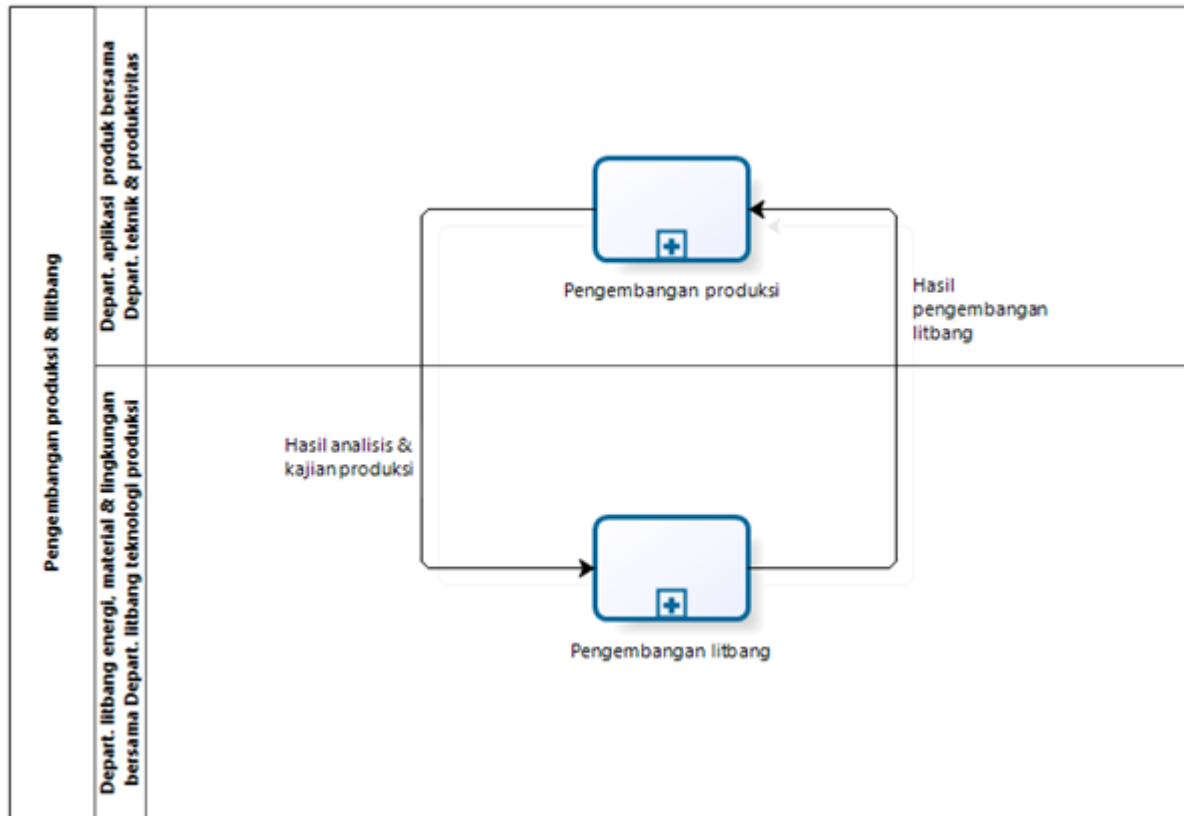 Pengembangan produksi & llitbang
Depart. aplikasi produk bersama
Depart. teknik & produktivitas
Pengembangan produksi
Hasil
pengembangan
litbang
Depart. litbang energi, material & lingkungan
bersama Depart. litbang teknologi produksi
Hasil analisis &
kajian produksi
Pengembangan litbang